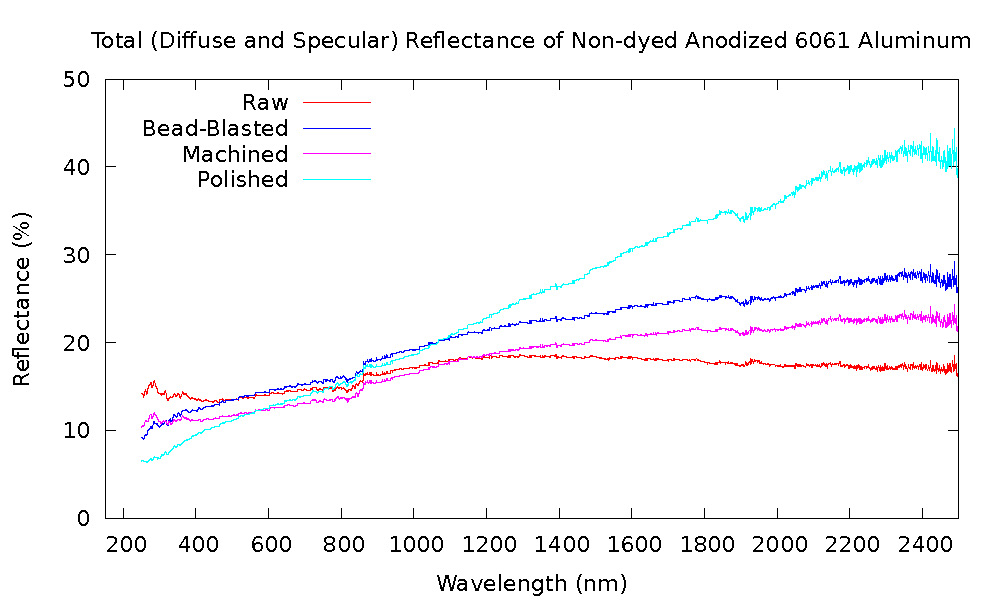 Total (Diffuse and Specular) Reflectance of Non-dyed Anodized 6061 Aluminum
50
40
30
20
10
0
Reflectance (%)
Raw
Bead-Blasted
Machined
Polished
200 400 600 800 1000 1200 1400 1600 1800 2000 2200 2400
Wavelength (nm)